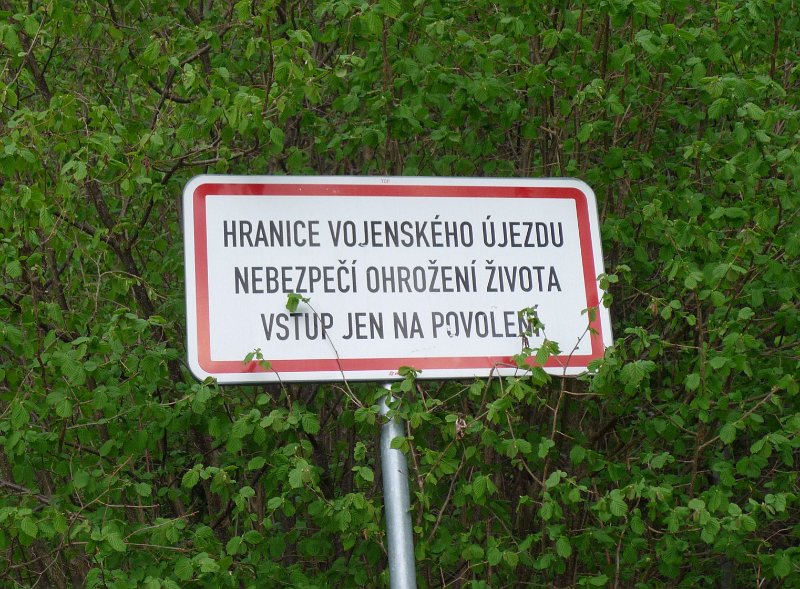 HRANICE VOJENSKÉHO ÚJEZDU
NEBEZPEČÍ OHROŽENÍ ŽIVOTA
VSTUP JEN NA POVOLENÍ